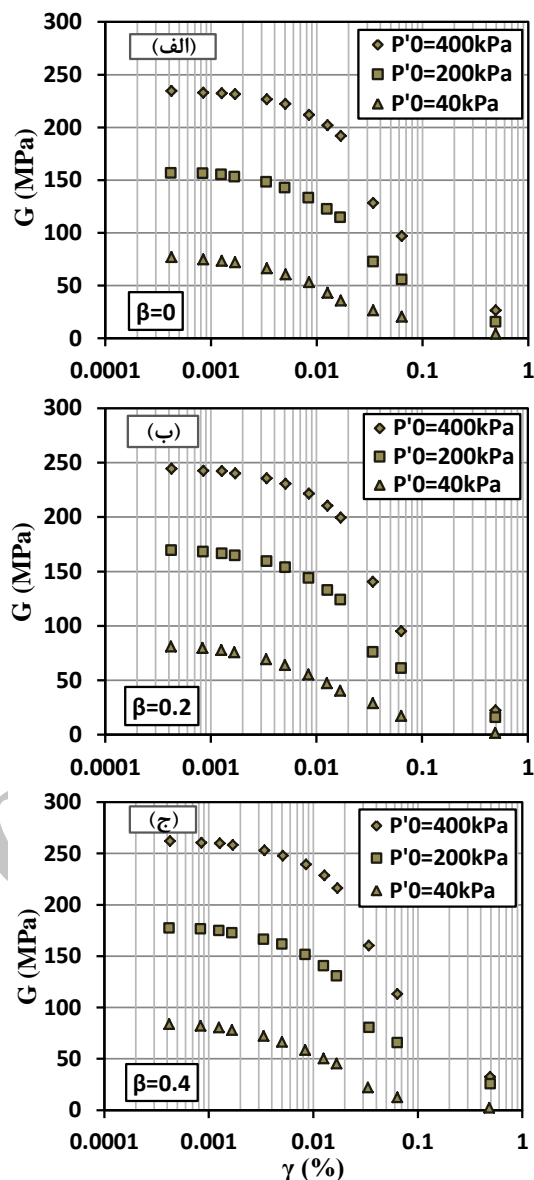 300
250
200
150
100
50
0
G (MPa)
(الف)
P'0=400kPa
P'0=200kPa
P'0=40kPa
β=0
0.0001 0.001 0.01 0.1 1
300
250
200
150
100
50
0
G (MPa)
(ب)
P'0=400kPa
P'0=200kPa
P'0=40kPa
β=0.2
0.0001 0.001 0.01 0.1 1
300
250
200
150
100
50
0
G (MPa)
(ج)
P'0=400kPa
P'0=200kPa
P'0=40kPa
β=0.4
0.0001 0.001 0.01 0.1 1
γ (%)